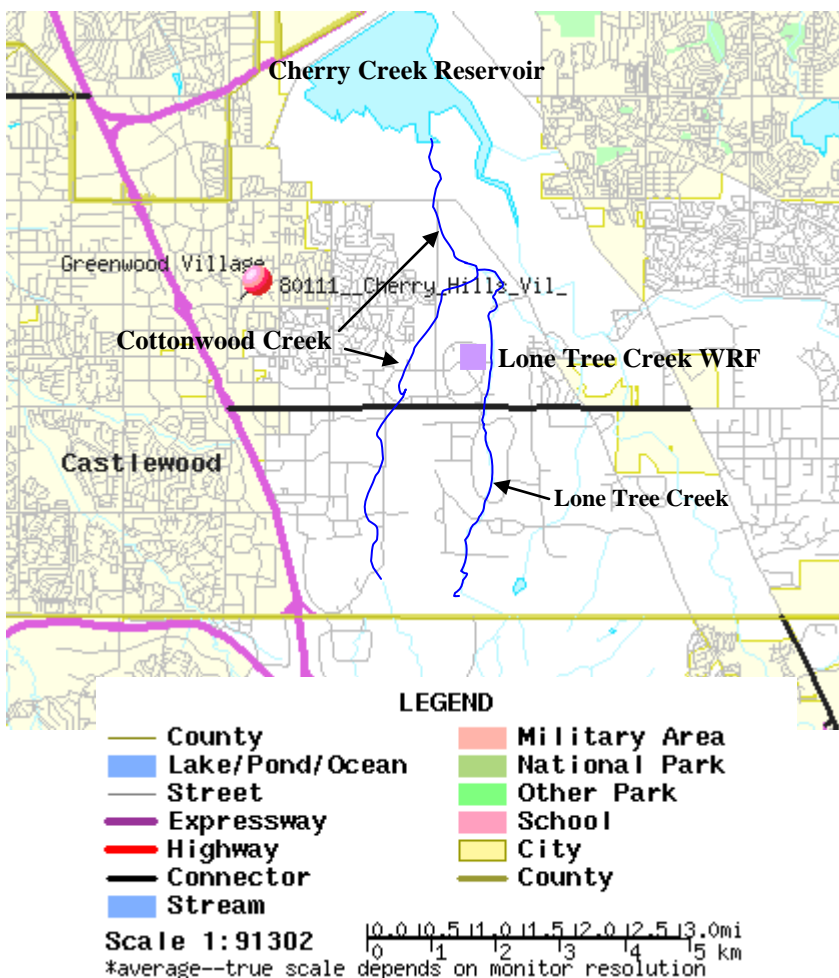 Cherry Creek Reservoir
Greenwood Village
80111__Cherry_Hills_Vil_
Cottonwood Creek
Lone Tree Creek WRF
Castlewood
Lone Tree Creek
LEGEND
County
Lake/Pond/Ocean
Street
Expressway
Highway
Connector
Stream
Military Area
National Park
Other Park
School
City
County
Scale 1:91302
*average--true scale depends on monitor resolution
0.0 0.5 1.0 1.5 2.0 2.5 3.0mi
0 1 2 3 4 5 km